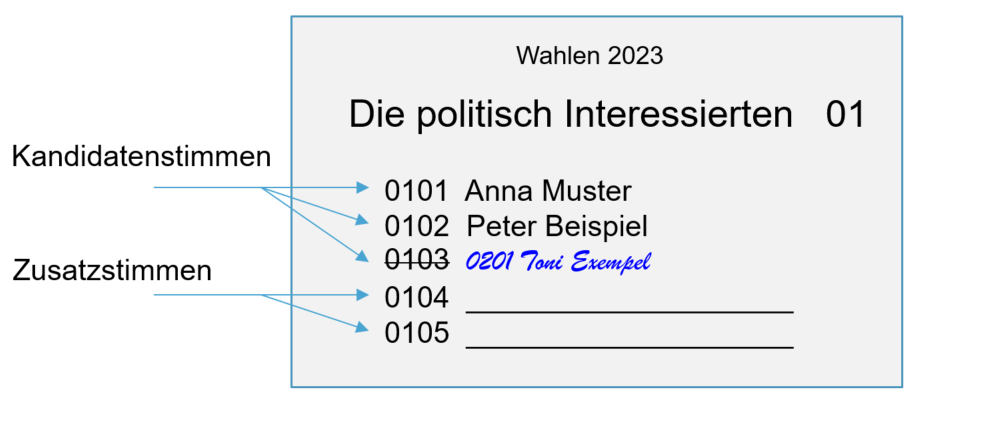 Wahlen 2023
Die politisch Interessierten 01
Kandidatenstimmen
0101 Anna Muster
0102 Peter Beispiel
0103 0201 Toni Exempel
Zusatzstimmen
0104
0105